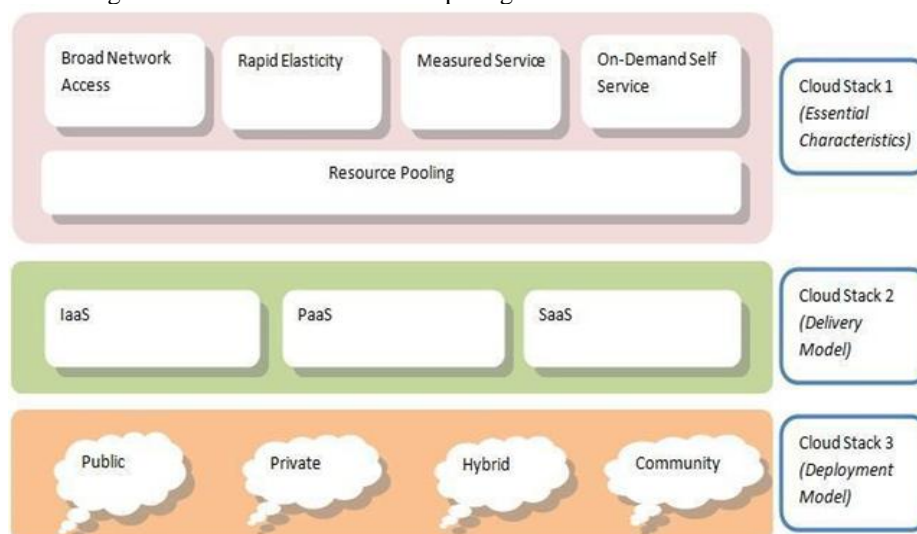 Broad Network
Access
Rapid Elasticity
Measured Service
On-Demand Self
Service
Resource Pooling
Cloud Stack 1
(Essential
Characteristics)
IaaS
PaaS
SaaS
Cloud Stack 2
(Delivery
Model)
Public
Private
Hybrid
Community
Cloud Stack 3
(Deployment
Model)